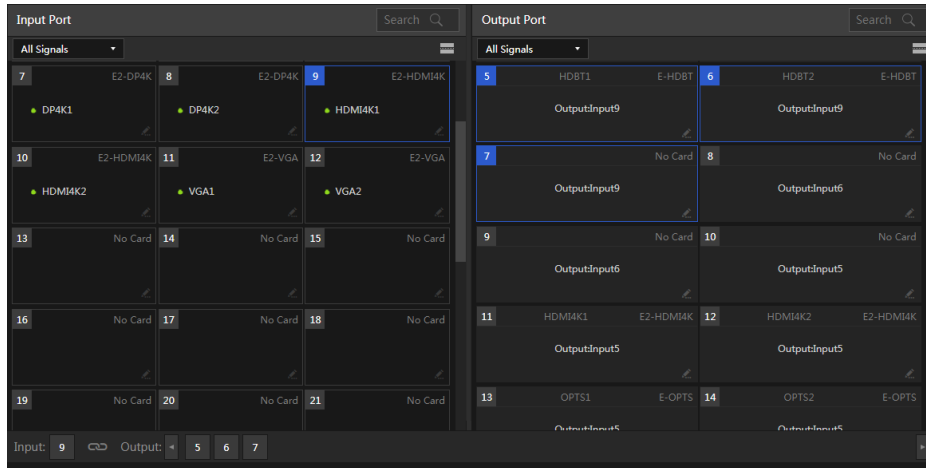 Input Port Search
All Signals
7 E2-DP4K 8 E2-DP4K 9 E2-HDMI4K
DP4K1 DP4K2 HDMI4K1
10 E2-HDMI4K 11 E2-VGA 12 E2-VGA
HDMI4K2 VGA1 VGA2
13 No Card 14 No Card 15 No Card
16 No Card 17 No Card 18 No Card
19 No Card 20 No Card 21 No Card
Output Port Search
All Signals
5 HDBT1 E-HDBT 6 HDBT2 E-HDBT
Output:Input9 Output:Input9
7 No Card 8 No Card
Output:Input9 Output:Input6
9 No Card 10 No Card
Output:Input6 Output:Input5
11 HDMI4K1 E2-HDMI4K 12 HDMI4K2 E2-HDMI4K
Output:Input5 Output:Input5
13 OPTS1 E-OPTS 14 OPTS2 E-OPTS
Output:Input5 Output:Input5
Input: 9 Output: 5 6 7